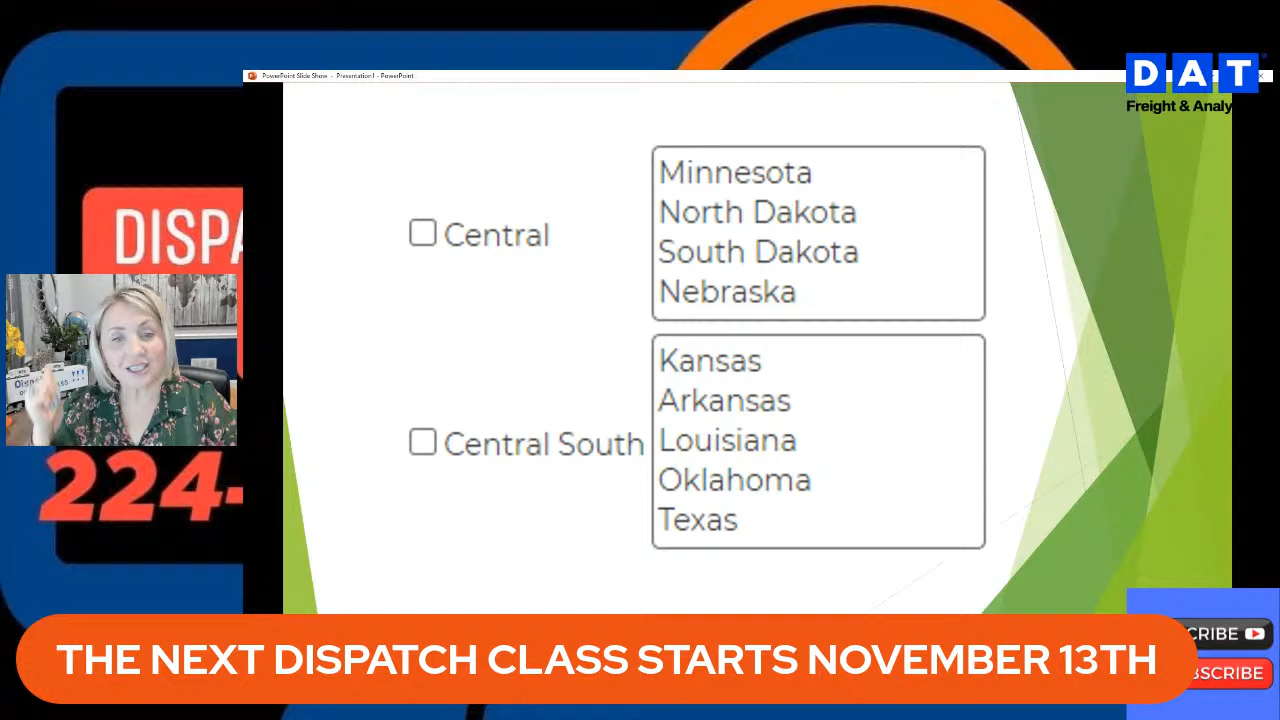 PowerPoint Slide Show - Presentation1 - PowerPoint
DAT
Freight & Analy
DISPA
224-
Central
Minnesota
North Dakota
South Dakota
Nebraska
Central South
Kansas
Arkansas
Louisiana
Oklahoma
Texas
THE NEXT DISPATCH CLASS STARTS NOVEMBER 13TH
CRIBE
BSCRIBE